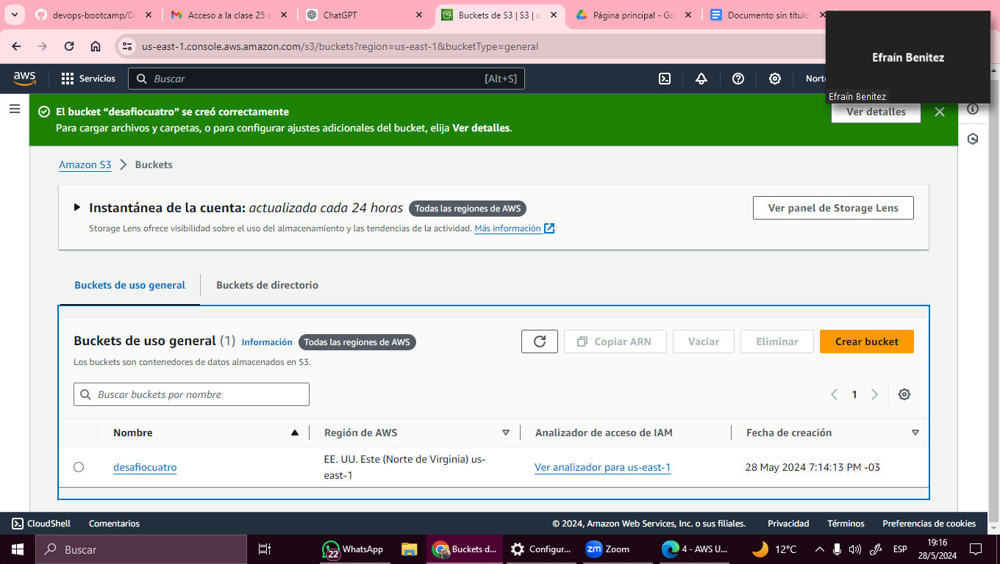 devops-bootcamp/De
Acceso a la clase 25 d
ChatGPT
Buckets de S3 | S3 | u
Página principal - Go
Documento sin título
us-east-1.console.aws.amazon.com/s3/buckets?region=us-east-1&bucketType=general
Efraín Benitez
Efraín Benitez
aws
Servicios
Buscar
[Alt+S]
Norte
El bucket “desafiocuatro” se creó correctamente
Para cargar archivos y carpetas, o para configurar ajustes adicionales del bucket, elija Ver detalles.
Ver detalles
Amazon S3
Buckets
Instantánea de la cuenta: actualizada cada 24 horas
Todas las regiones de AWS
Storage Lens ofrece visibilidad sobre el uso del almacenamiento y las tendencias de la actividad. Más información
Ver panel de Storage Lens
Buckets de uso general
Buckets de directorio
Buckets de uso general (1)
Información
Todas las regiones de AWS
Los buckets son contenedores de datos almacenados en S3.
Copiar ARN
Vaciar
Eliminar
Crear bucket
Buscar buckets por nombre
1
Nombre
Región de AWS
Analizador de acceso de IAM
Fecha de creación
desafiocuatro
EE. UU. Este (Norte de Virginia) us-
east-1
Ver analizador para us-east-1
28 May 2024 7:14:13 PM -03
CloudShell
Comentarios
© 2024, Amazon Web Services, Inc. o sus filiales.
Privacidad
Términos
Preferencias de cookies
Buscar
22
WhatsApp
Buckets d...
Configur...
zm
Zoom
4 - AWS U...
12°C
ESP
19:16
28/5/2024